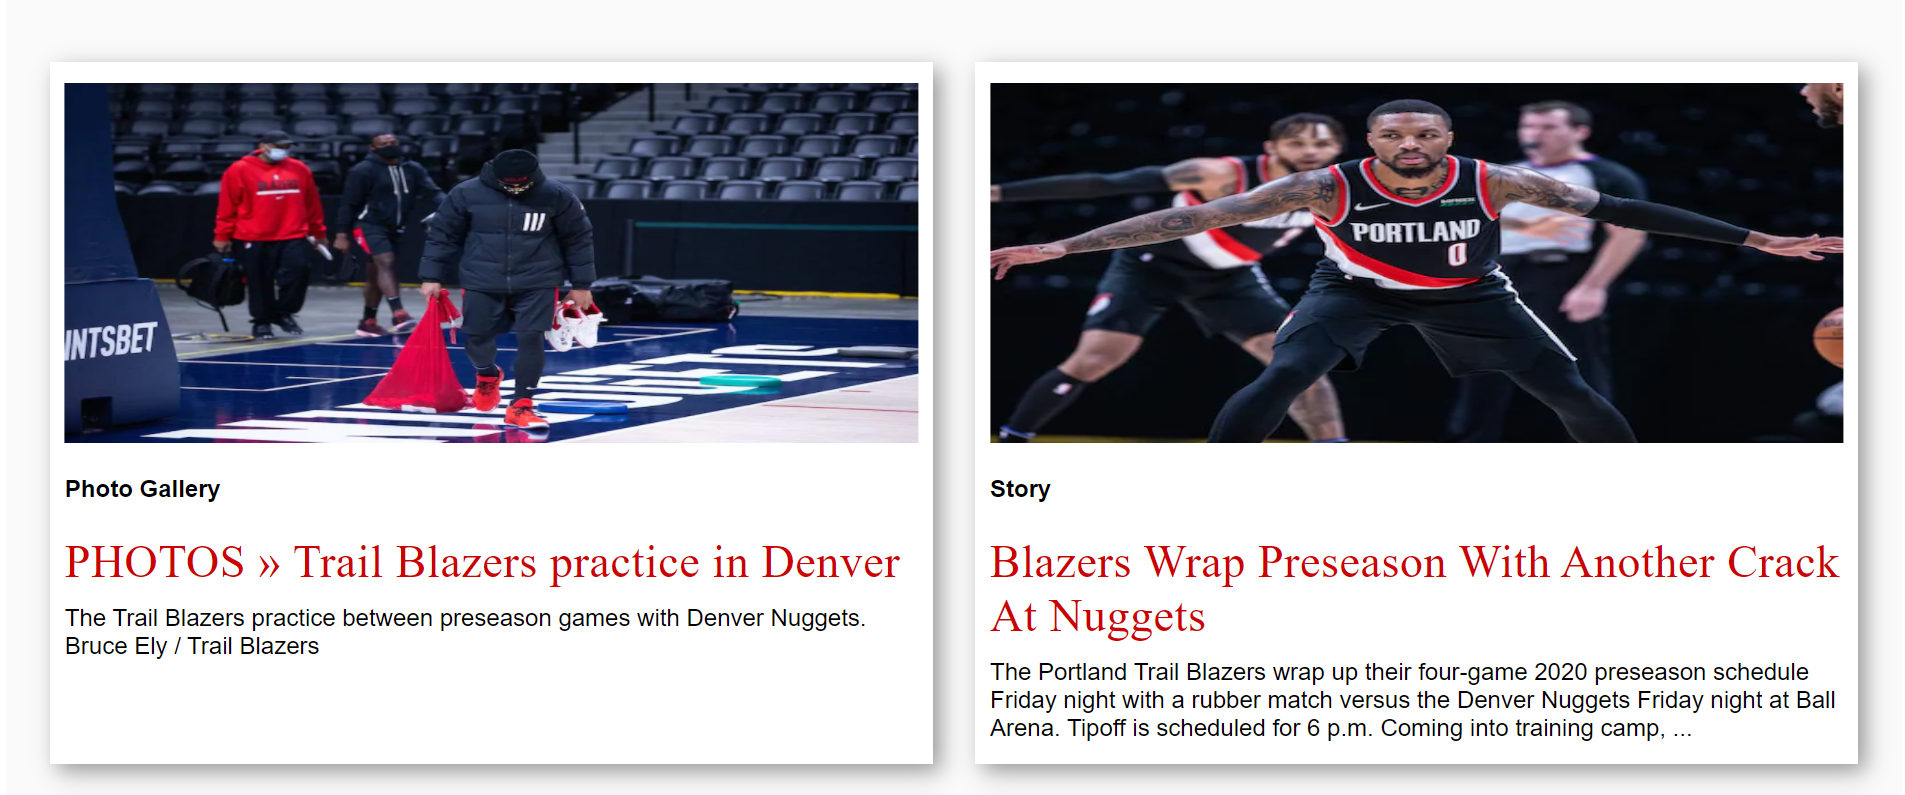 INTSBET
PORTLAND
0
Photo Gallery
PHOTOS » Trail Blazers practice in Denver
The Trail Blazers practice between preseason games with Denver Nuggets.
Bruce Ely / Trail Blazers
Story
Blazers Wrap Preseason With Another Crack
At Nuggets
The Portland Trail Blazers wrap up their four-game 2020 preseason schedule
Friday night with a rubber match versus the Denver Nuggets Friday night at Ball
Arena. Tipoff is scheduled for 6 p.m. Coming into training camp, ...